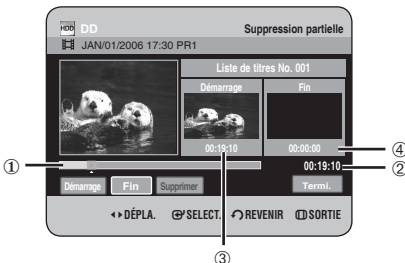 HDD DD Suppression partielle
JAN/01/2006 17:30 PR1
Liste de titres No. 001
Démarrage Fin
00:19:10 00:00:00 ④
① 00:19:10 ②
Démarrage Fin Supprimer Termi.
DÉPLA. SELECT. REVENIR SORTIE
③